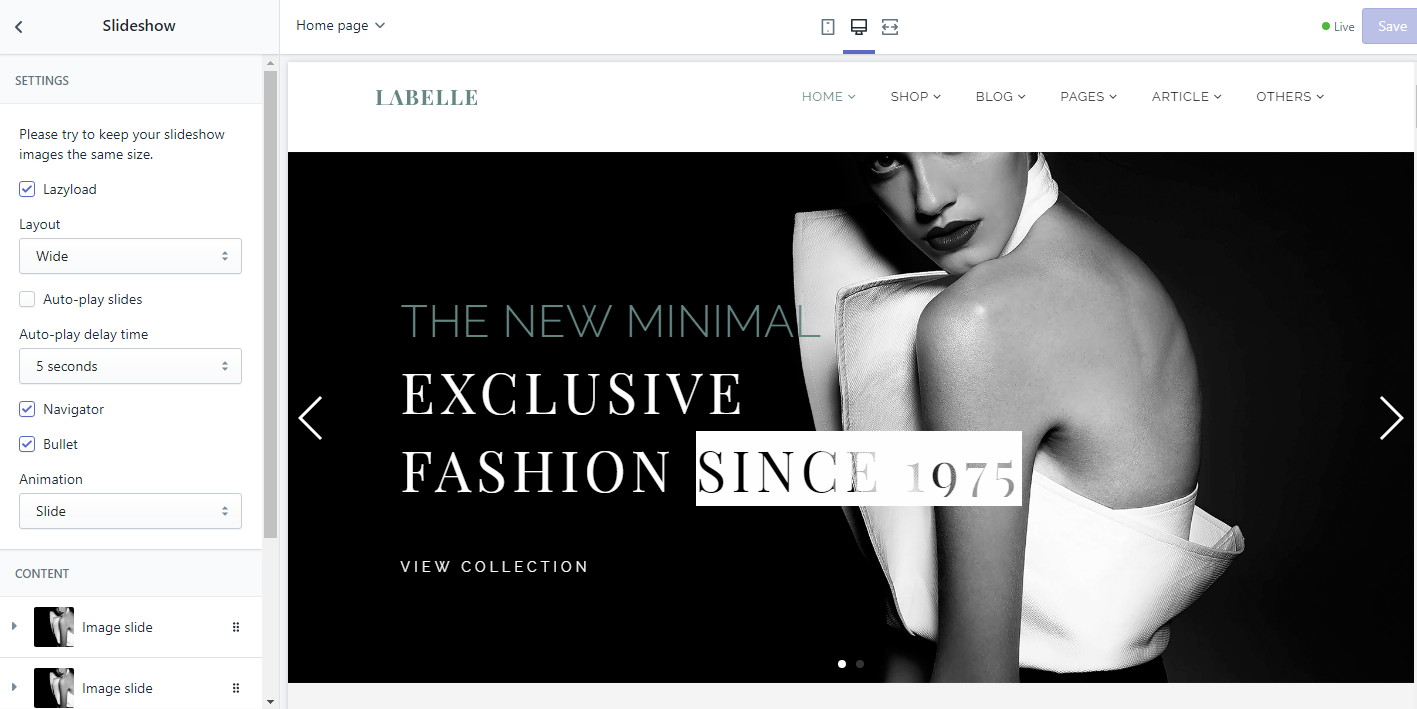 Slideshow
Home page
Live
Save
SETTINGS
Please try to keep your slideshow
images the same size.
Lazyload
Layout
Wide
Auto-play slides
Auto-play delay time
5 seconds
Navigator
Bullet
Animation
Slide
CONTENT
Image slide
Image slide
LABELLE
HOME SHOP BLOG PAGES ARTICLE OTHERS
THE NEW MINIMAL
EXCLUSIVE
FASHION SINCE 1975
VIEW COLLECTION